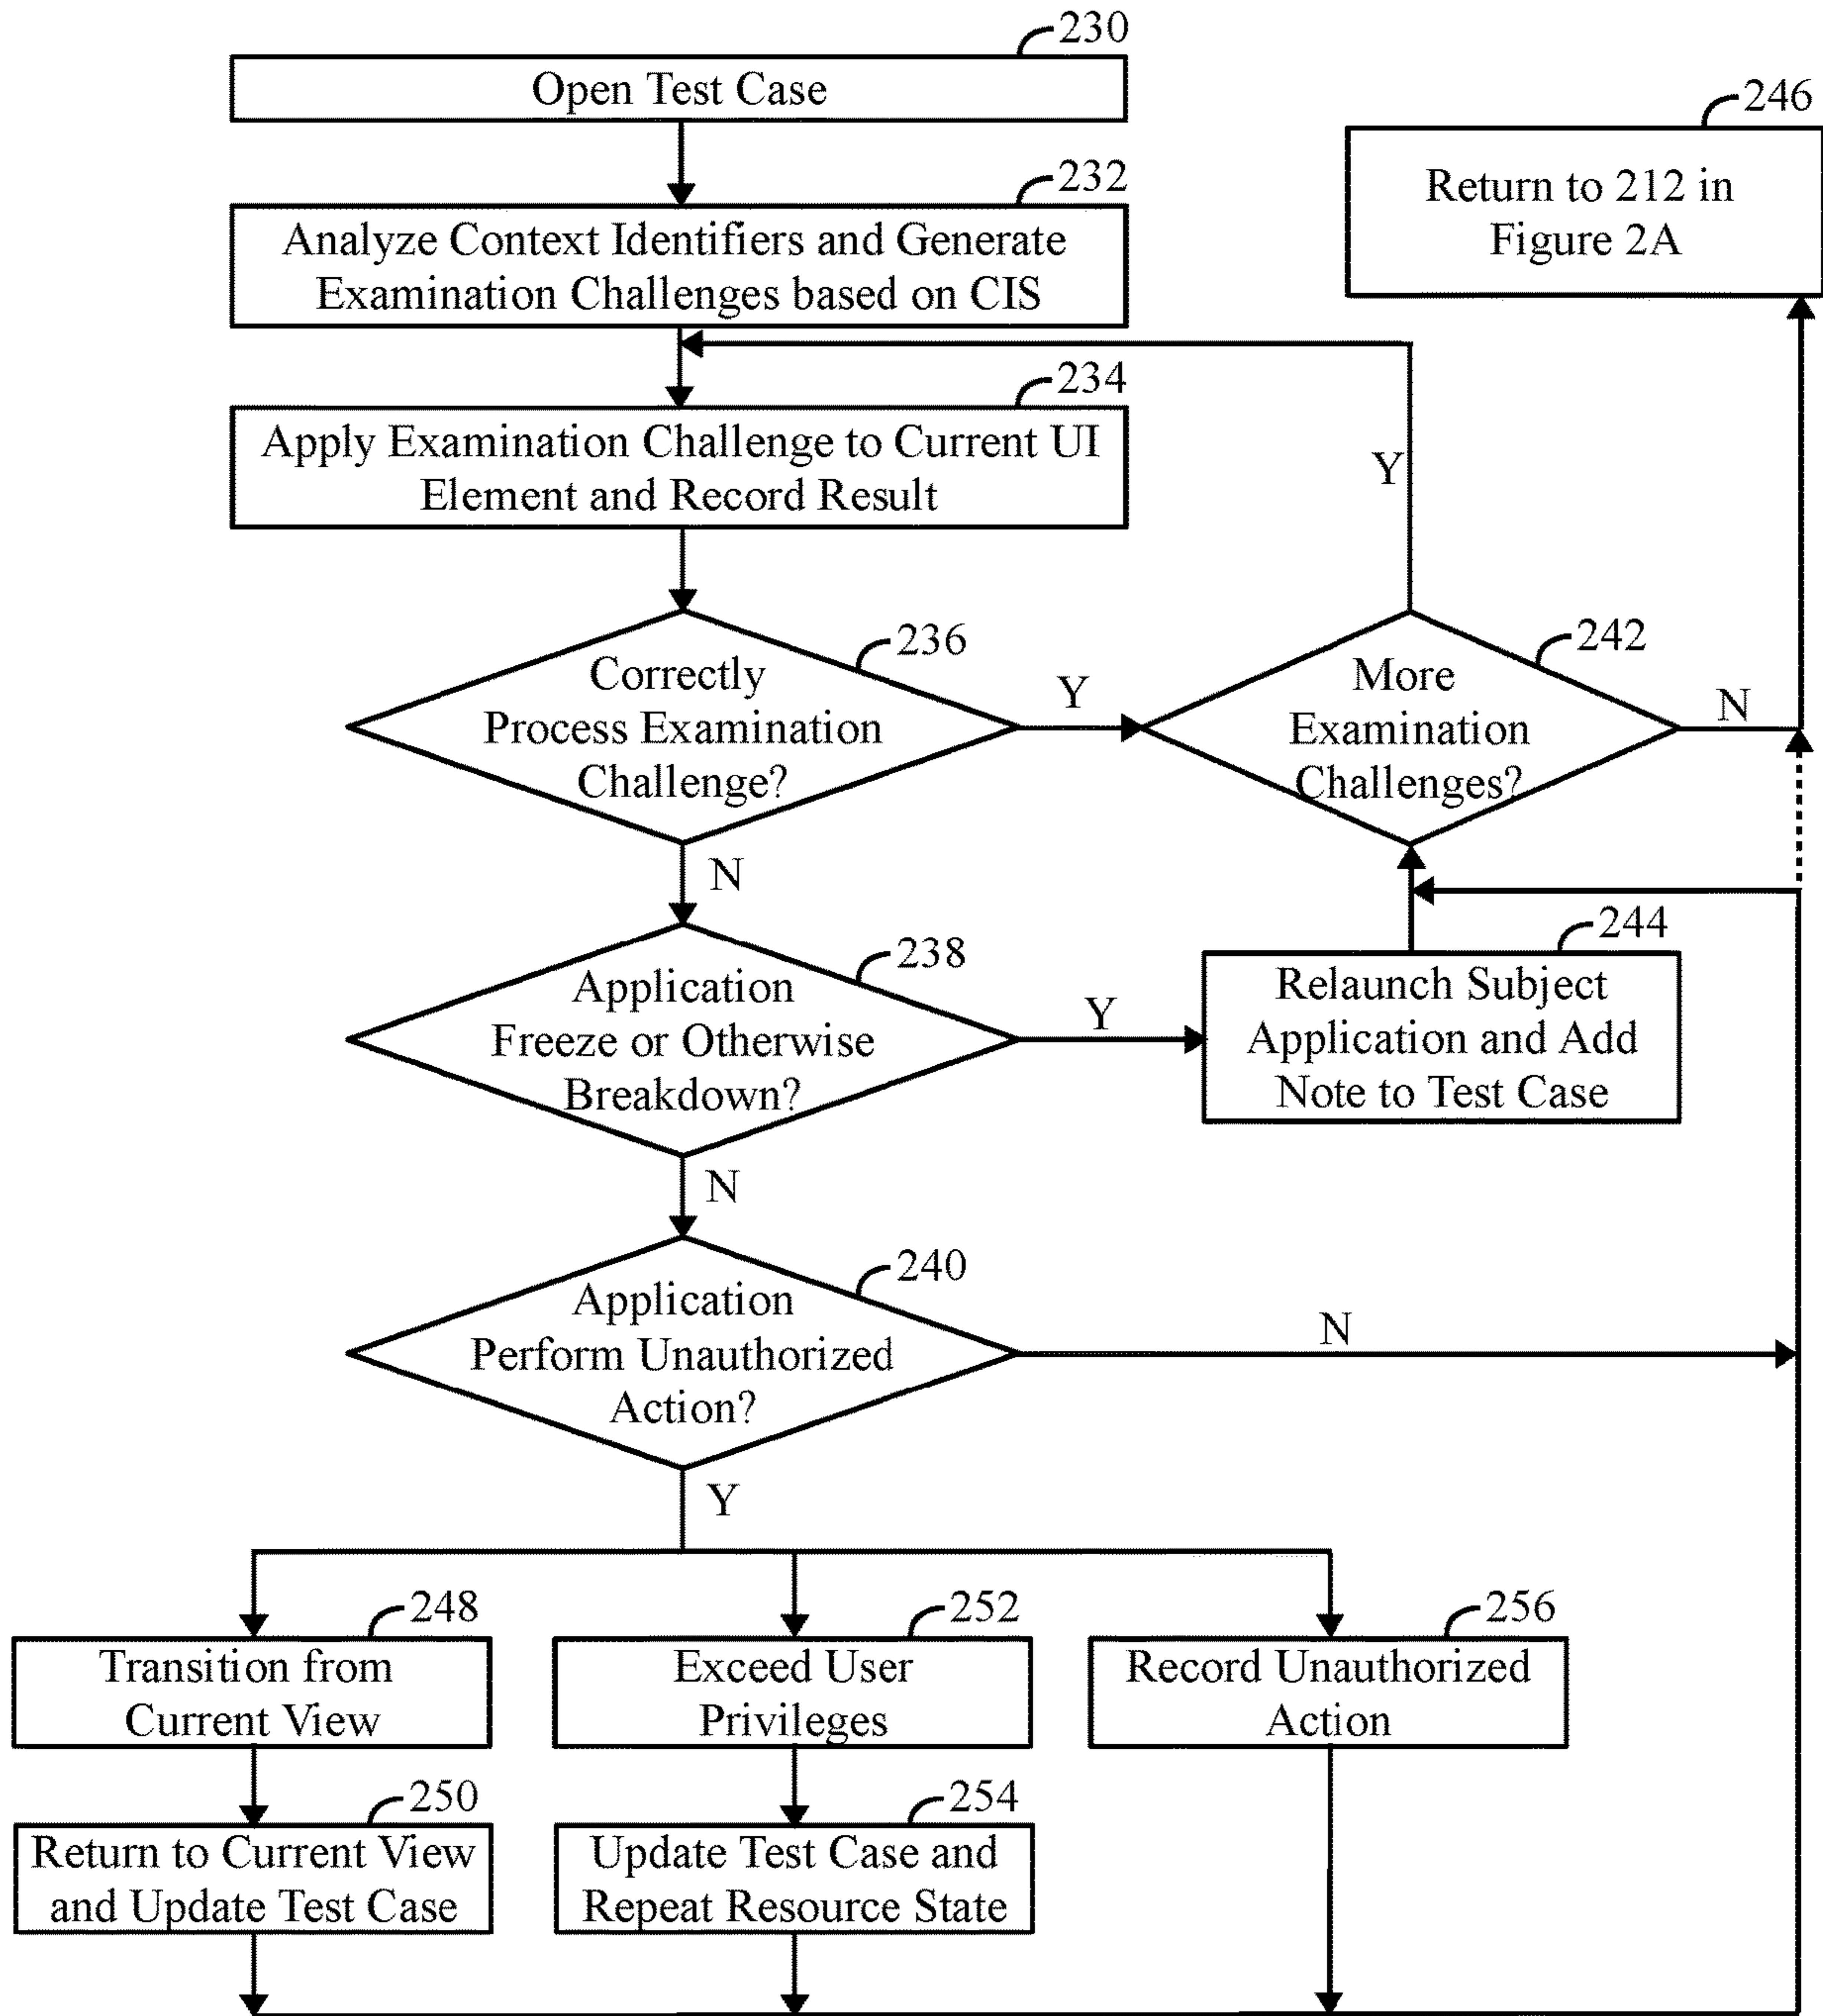 230
Open Test Case
246
Return to 212 in
Figure 2A
232
Analyze Context Identifiers and Generate
Examination Challenges based on CIS
234
Apply Examination Challenge to Current UI
Element and Record Result
Y
236
Correctly
Process Examination
Challenge?
Y
242
More
Examination
Challenges?
N
N
238
Application
Freeze or Otherwise
Breakdown?
Y
244
Relaunch Subject
Application and Add
Note to Test Case
N
240
Application
Perform Unauthorized
Action?
N
Y
248
Transition from
Current View
252
Exceed User
Privileges
256
Record Unauthorized
Action
250
Return to Current View
and Update Test Case
254
Update Test Case and
Repeat Resource State